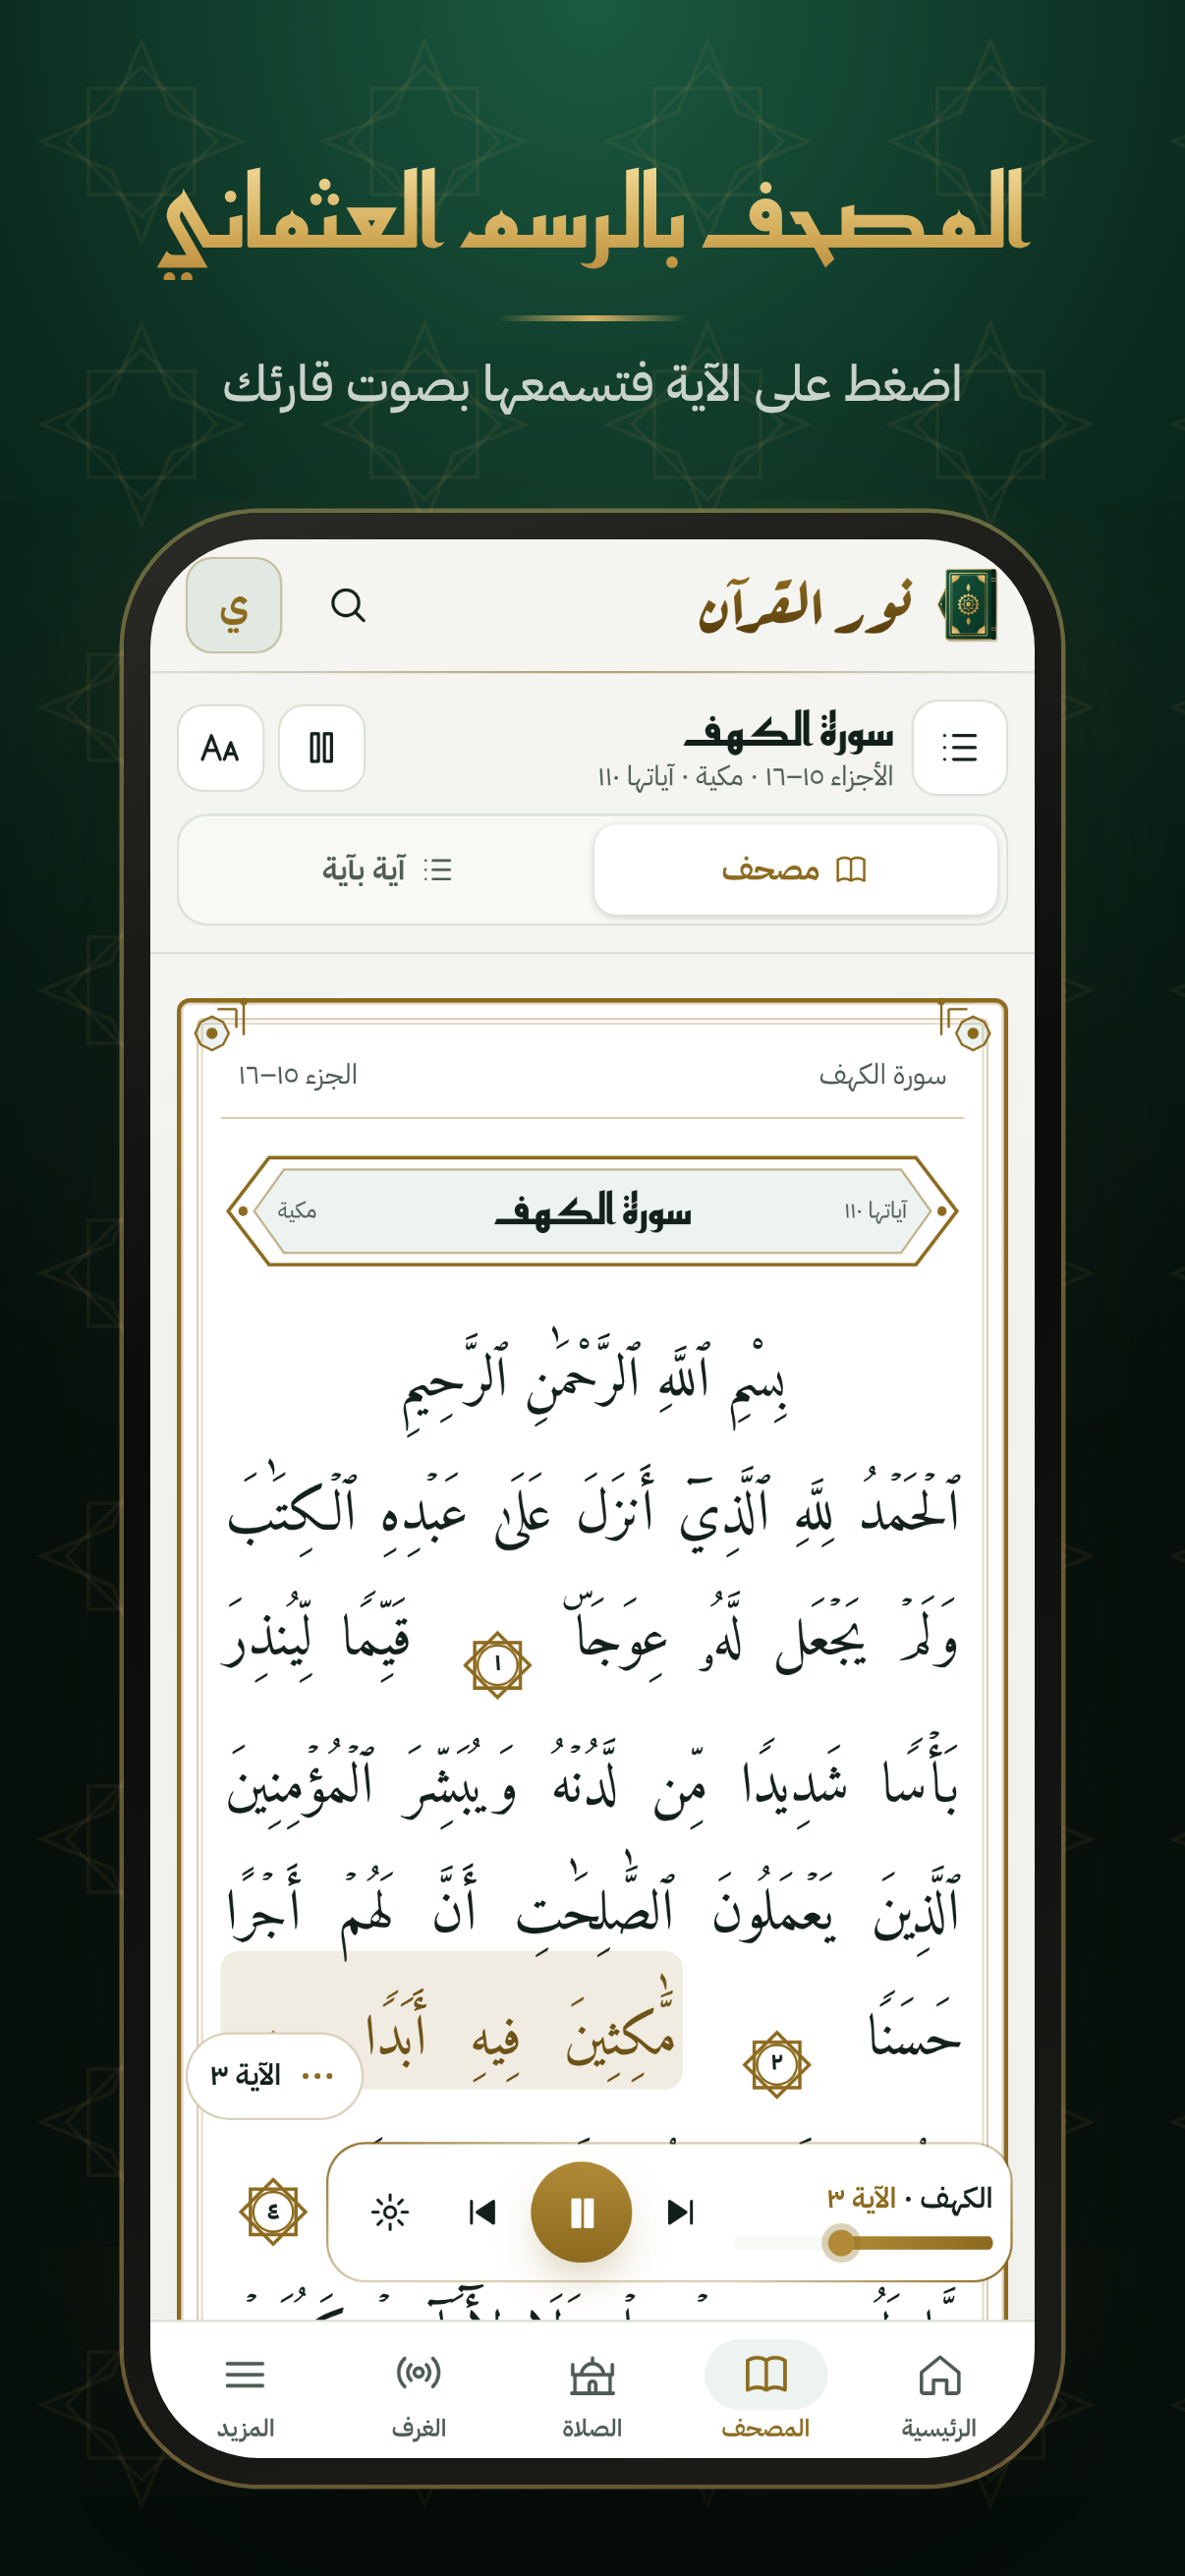 المصحف بالرسم العثماني
اضغط على الآية فتسمعها بصوت قارئك
نور القرآن
ي
سورة الكهف
الأجزاء ١٥–١٦ · مكية · آياتها ١١٠
AA
مصحف
آية بآية
سورة الكهف
الجزء ١٥–١٦
آياتها ١١٠
سورة الكهف
مكية
بِسْمِ ٱللَّهِ ٱلرَّحْمَٰنِ ٱلرَّحِيمِ
ٱلْحَمْدُ لِلَّهِ ٱلَّذِىٓ أَنزَلَ عَلَىٰ عَبْدِهِ ٱلْكِتَٰبَ
وَلَمْ يَجْعَل لَّهُۥ عِوَجَاۜ ١ قَيِّمًا لِّيُنذِرَ
بَأْسًا شَدِيدًا مِّن لَّدُنْهُ وَيُبَشِّرَ ٱلْمُؤْمِنِينَ
ٱلَّذِينَ يَعْمَلُونَ ٱلصَّٰلِحَٰتِ أَنَّ لَهُمْ أَجْرًا
حَسَنًا ٢ مَّٰكِثِينَ فِيهِ أَبَدًا
الآية ٣
٤
الكهف · الآية ٣
الرئيسية
المصحف
الصلاة
الغرف
المزيد